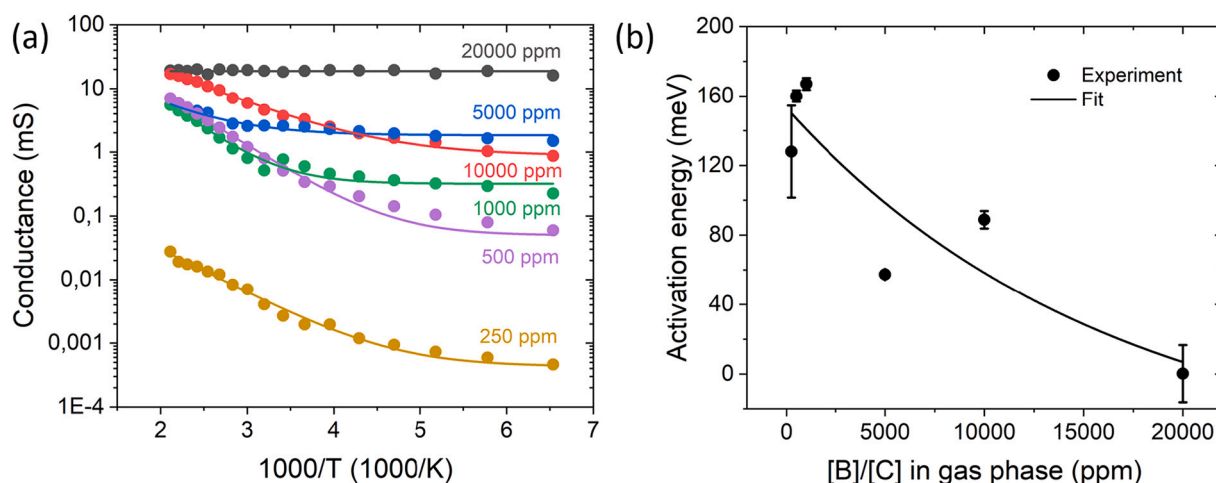 (a)
100
10
1
0,1
0,01
0,001
1E-4
Conductance (mS)
20000 ppm
5000 ppm
10000 ppm
1000 ppm
500 ppm
250 ppm
2 3 4 5 6 7
1000/T (1000/K)
(b)
200
160
120
80
40
0
Activation energy (meV)
Experiment
Fit
0 5000 10000 15000 20000
[B]/[C] in gas phase (ppm)